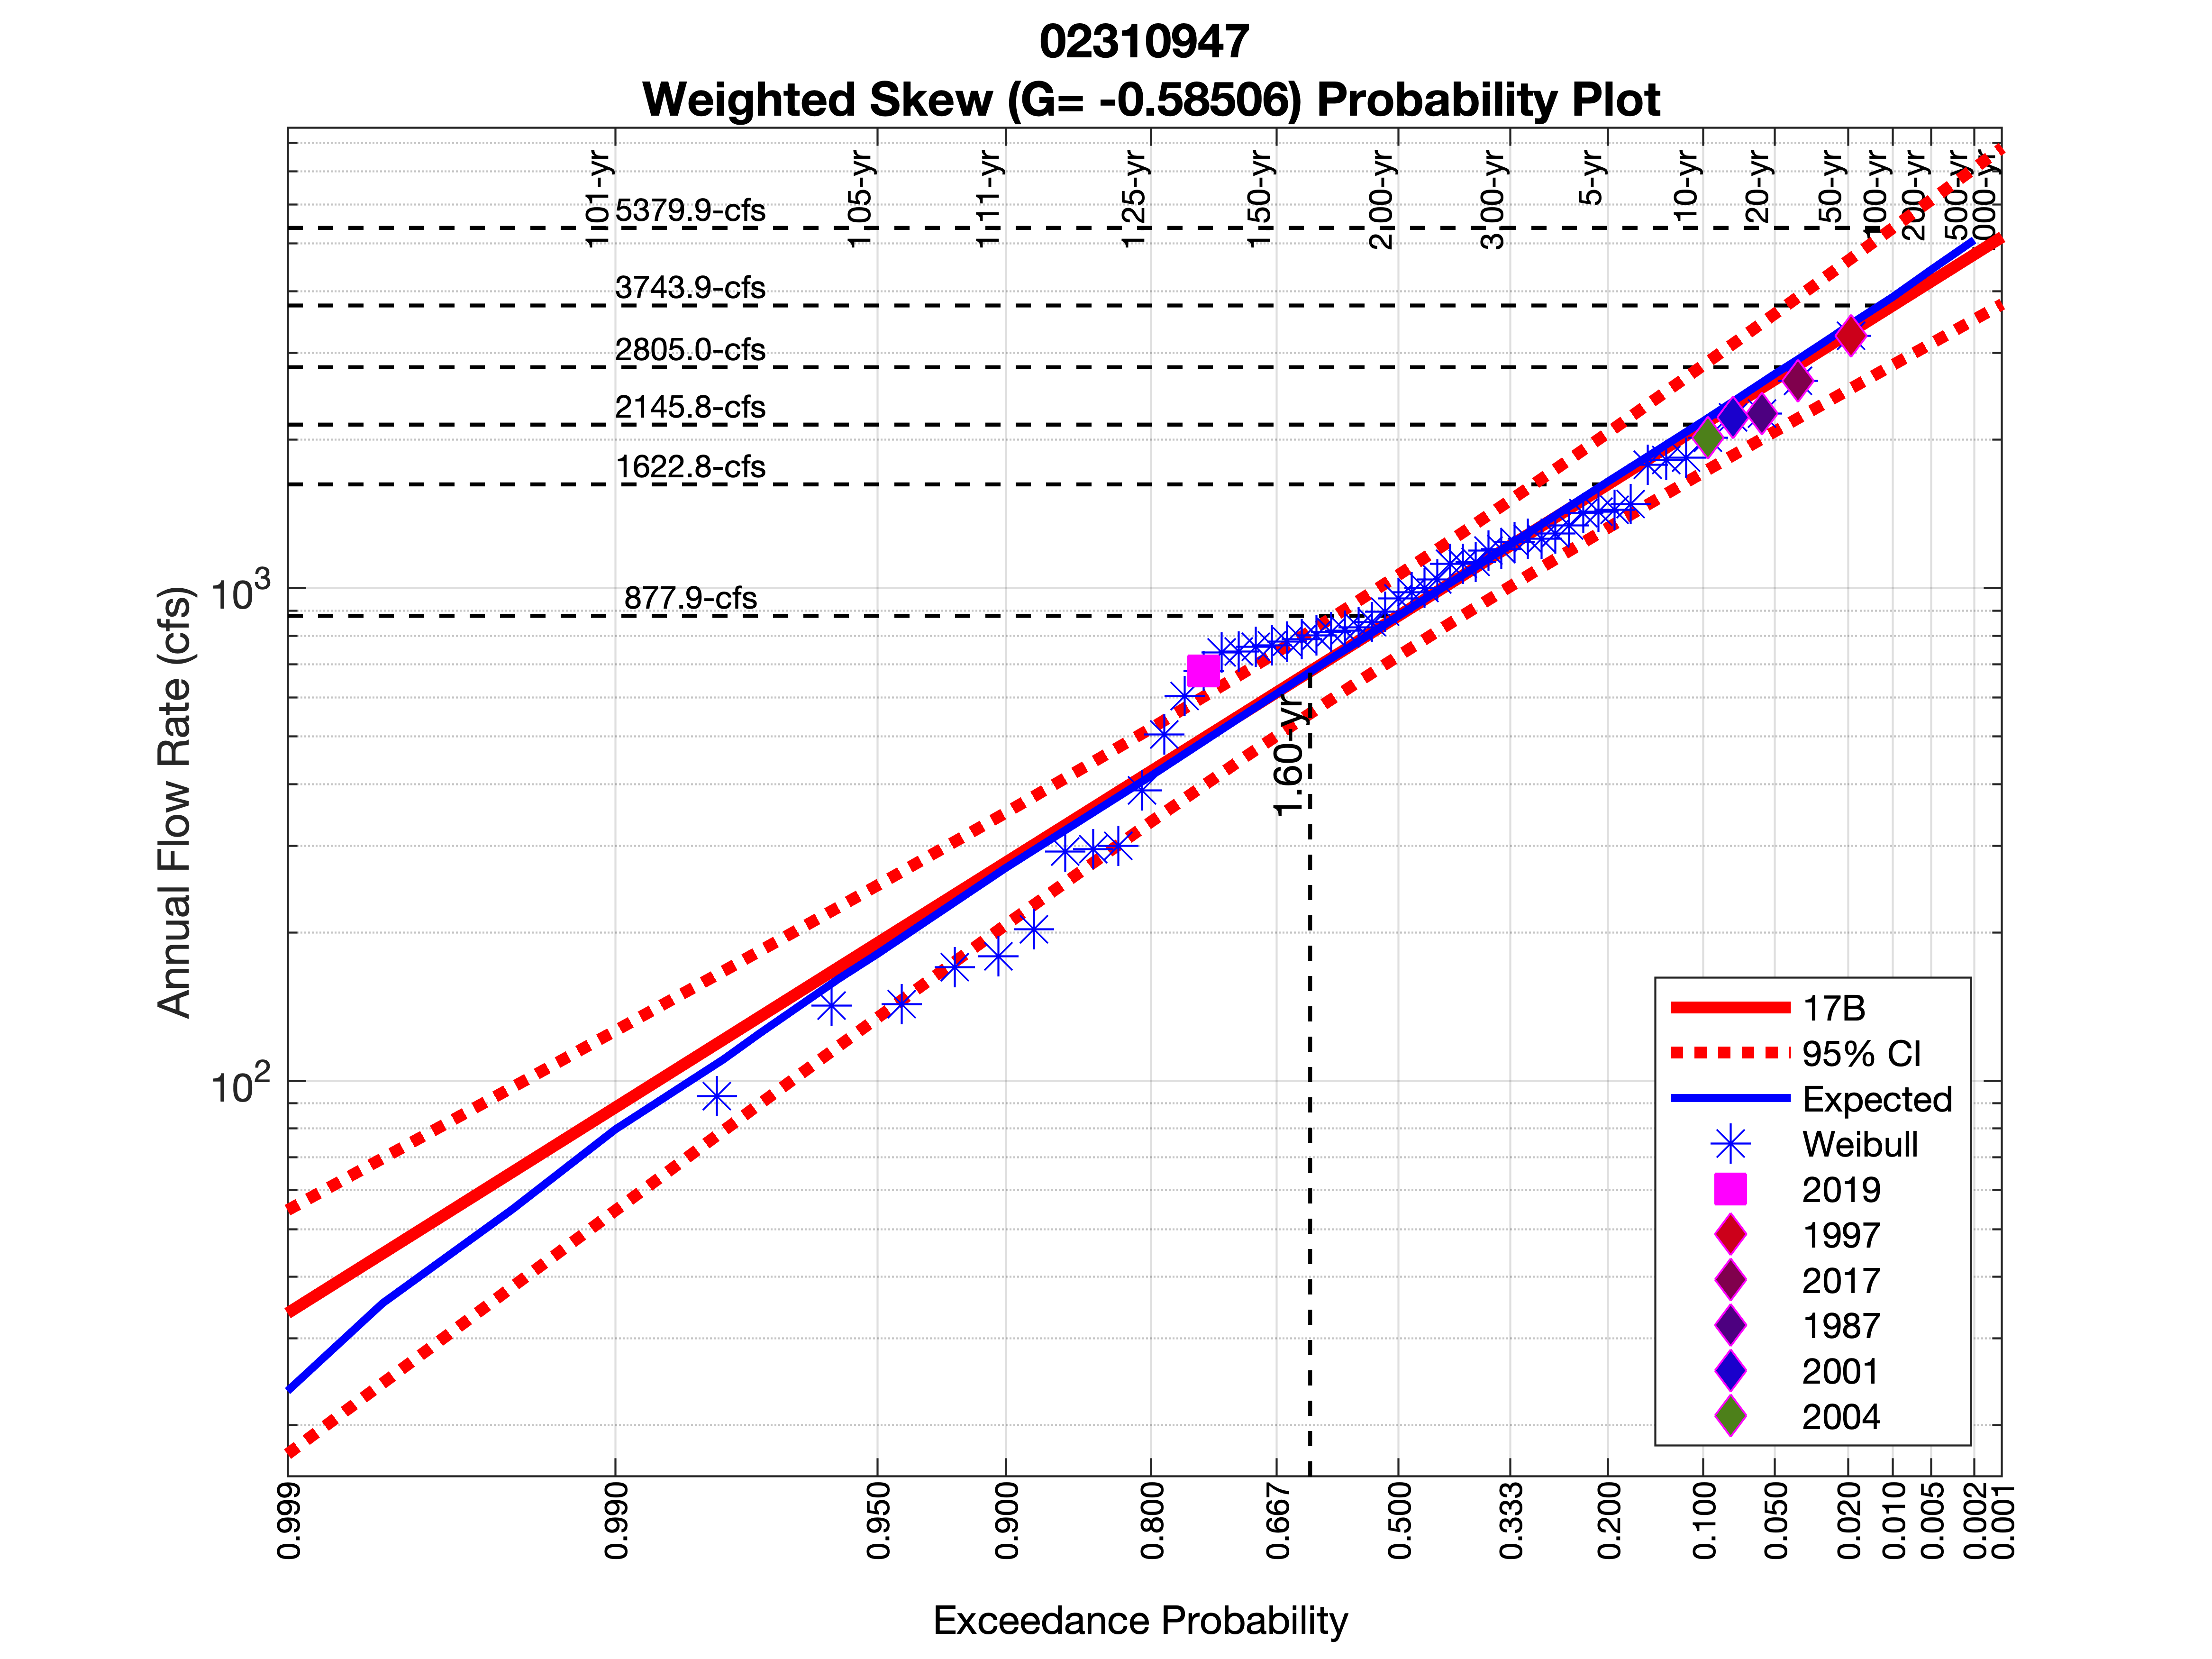 02310947
Weighted Skew (G= -0.58506) Probability Plot
1.01-yr
1.05-yr
1.11-yr
1.25-yr
1.50-yr
2.00-yr
3.00-yr
5-yr
10-yr
20-yr
50-yr
100-yr
200-yr
500-yr
5379.9-cfs
3743.9-cfs
2805.0-cfs
2145.8-cfs
1622.8-cfs
877.9-cfs
1.60-yr
10³
10²
Annual Flow Rate (cfs)
17B
95% CI
Expected
Weibull
2019
1997
2017
1987
2001
2004
0.999
0.990
0.950
0.900
0.800
0.667
0.500
0.333
0.200
0.100
0.050
0.020
0.010
0.005
0.002
0.001
Exceedance Probability